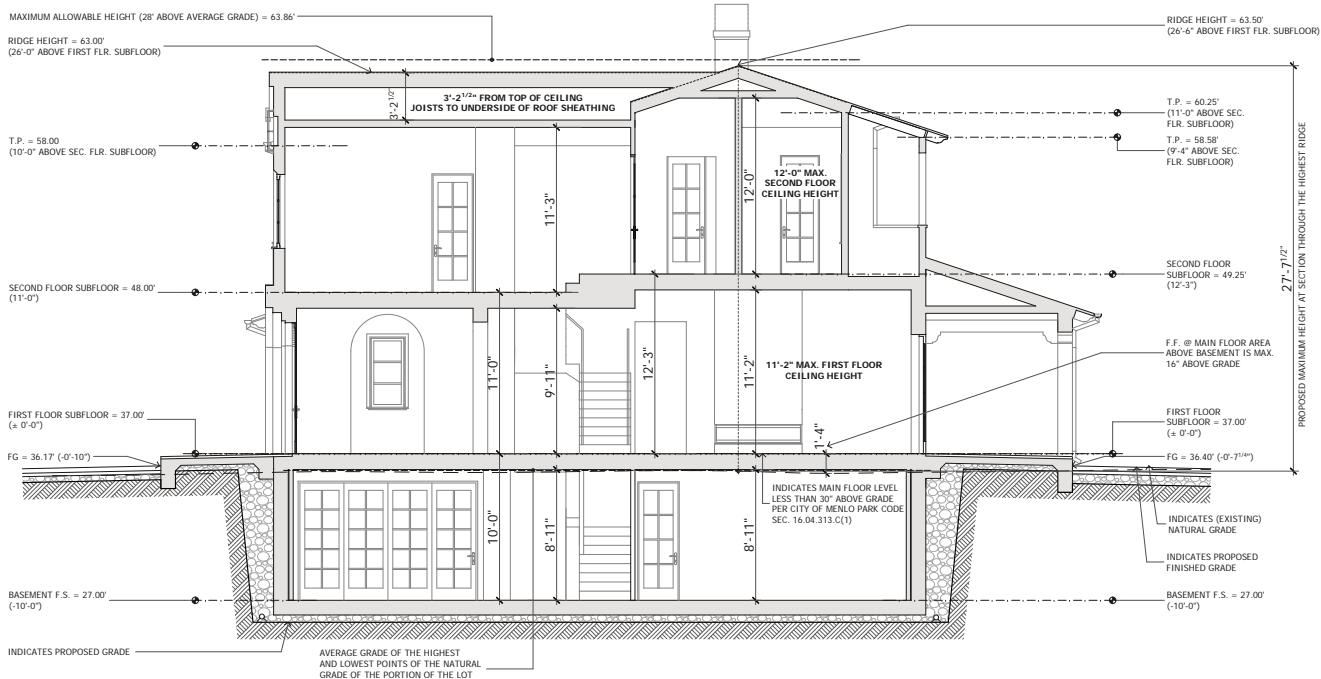 MAXIMUM ALLOWABLE HEIGHT (28' ABOVE AVERAGE GRADE) = 63.86'
RIDGE HEIGHT = 63.00'
(26'-0" ABOVE FIRST FLR. SUBFLOOR)
RIDGE HEIGHT = 63.50'
(26'-6" ABOVE FIRST FLR. SUBFLOOR)
3'-2 1/2"
3'-2 1/2" FROM TOP OF CEILING
JOISTS TO UNDERSIDE OF ROOF SHEATHING
T.P. = 60.25'
(11'-0" ABOVE SEC.
FLR. SUBFLOOR)
T.P. = 58.00
(10'-0" ABOVE SEC. FLR. SUBFLOOR)
T.P. = 58.58'
(9'-4" ABOVE SEC.
FLR. SUBFLOOR)
11'-3"
12'-0"
12'-0" MAX.
SECOND FLOOR
CEILING HEIGHT
27'-7 1/2"
PROPOSED MAXIMUM HEIGHT AT SECTION THROUGH THE HIGHEST RIDGE
SECOND FLOOR SUBFLOOR = 48.00'
(11'-0")
SECOND FLOOR
SUBFLOOR = 49.25'
(12'-3")
11'-0"
9'-11"
12'-3"
11'-2"
11'-2" MAX. FIRST FLOOR
CEILING HEIGHT
F.F. @ MAIN FLOOR AREA
ABOVE BASEMENT IS MAX.
16" ABOVE GRADE
1'-4"
FIRST FLOOR SUBFLOOR = 37.00'
(± 0'-0")
FIRST FLOOR
SUBFLOOR = 37.00'
(± 0'-0")
FG = 36.17' (-0'-10")
FG = 36.40' (-0'-7 1/4")
INDICATES MAIN FLOOR LEVEL
LESS THAN 30" ABOVE GRADE
PER CITY OF MENLO PARK CODE
SEC. 16.04.313.C(1)
INDICATES (EXISTING)
NATURAL GRADE
INDICATES PROPOSED
FINISHED GRADE
10'-0"
8'-11"
8'-11"
BASEMENT F.S. = 27.00'
(-10'-0")
BASEMENT F.S. = 27.00'
(-10'-0")
INDICATES PROPOSED GRADE
AVERAGE GRADE OF THE HIGHEST
AND LOWEST POINTS OF THE NATURAL
GRADE OF THE PORTION OF THE LOT